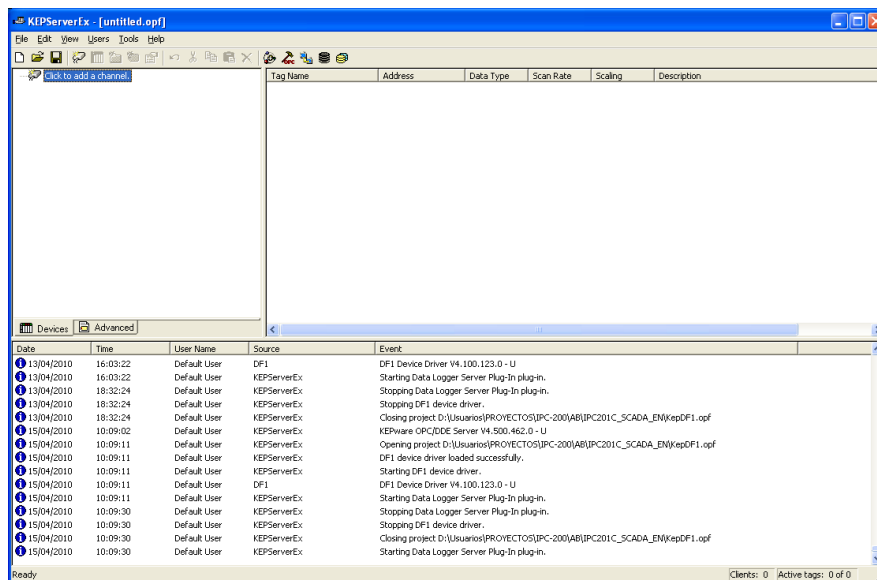 KEPServerEx - [untitled.opf]
File Edit View Users Tools Help
Click to add a channel.
Tag Name Address Data Type Scan Rate Scaling Description
Devices Advanced
Date Time User Name Source Event
13/04/2010 16:03:22 Default User DF1 DF1 Device Driver V4.100.123.0 - U
13/04/2010 16:03:22 Default User KEPServerEx Starting Data Logger Server Plug-In plug-in.
13/04/2010 18:32:24 Default User KEPServerEx Stopping Data Logger Server Plug-In plug-in.
13/04/2010 18:32:24 Default User KEPServerEx Stopping DF1 device driver.
13/04/2010 18:32:24 Default User KEPServerEx Closing project D:\Usuarios\PROYECTOS\IPC-200\AB\IPC201C_SCADA_EN\KepDF1.opf
15/04/2010 10:09:02 Default User KEPServerEx KEPware OPC/DDE Server V4.500.462.0 - U
15/04/2010 10:09:11 Default User KEPServerEx Opening project D:\Usuarios\PROYECTOS\IPC-200\AB\IPC201C_SCADA_EN\KepDF1.opf
15/04/2010 10:09:11 Default User KEPServerEx DF1 device driver loaded successfully.
15/04/2010 10:09:11 Default User KEPServerEx Starting DF1 device driver.
15/04/2010 10:09:11 Default User DF1 DF1 Device Driver V4.100.123.0 - U
15/04/2010 10:09:11 Default User KEPServerEx Starting Data Logger Server Plug-In plug-in.
15/04/2010 10:09:30 Default User KEPServerEx Stopping Data Logger Server Plug-In plug-in.
15/04/2010 10:09:30 Default User KEPServerEx Stopping DF1 device driver.
15/04/2010 10:09:30 Default User KEPServerEx Closing project D:\Usuarios\PROYECTOS\IPC-200\AB\IPC201C_SCADA_EN\KepDF1.opf
15/04/2010 10:09:30 Default User KEPServerEx Starting Data Logger Server Plug-In plug-in.
Ready Clients: 0 Active tags: 0 of 0